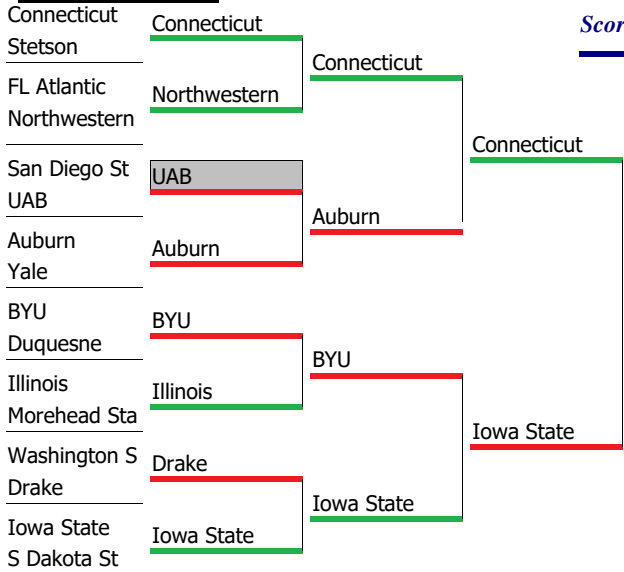 Connecticut
Stetson
FL Atlantic
Northwestern
San Diego St
UAB
Auburn
Yale
BYU
Duquesne
Illinois
Morehead Sta
Washington S
Drake
Iowa State
S Dakota St
Connecticut
Northwestern
UAB
Auburn
BYU
Illinois
Drake
Iowa State
Connecticut
Auburn
BYU
Iowa State
Connecticut
Iowa State
Scor